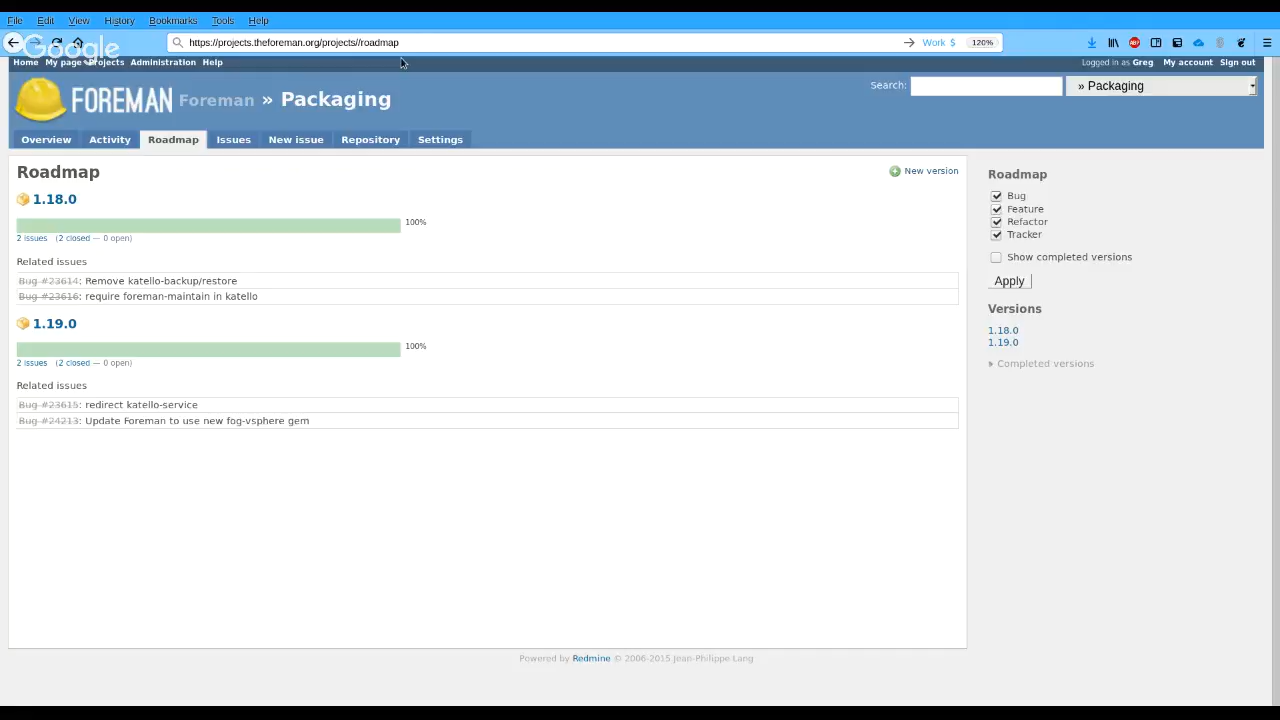 File Edit View History Bookmarks Tools Help
https://projects.theforeman.org/projects//roadmap Work $ 120%
Google
Home My page Projects Administration Help Logged in as Greg My account Sign out
FOREMAN Foreman » Packaging Search: » Packaging
Overview Activity Roadmap Issues New issue Repository Settings
Roadmap New version
1.18.0
100%
2 issues (2 closed — 0 open)
Related issues
Bug #23614: Remove katello-backup/restore
Bug #23616: require foreman-maintain in katello
1.19.0
100%
2 issues (2 closed — 0 open)
Related issues
Bug #23615: redirect katello-service
Bug #24213: Update Foreman to use new fog-vsphere gem
Roadmap
Bug
Feature
Refactor
Tracker
Show completed versions
Apply
Versions
1.18.0
1.19.0
Completed versions
Powered by Redmine © 2006-2015 Jean-Philippe Lang